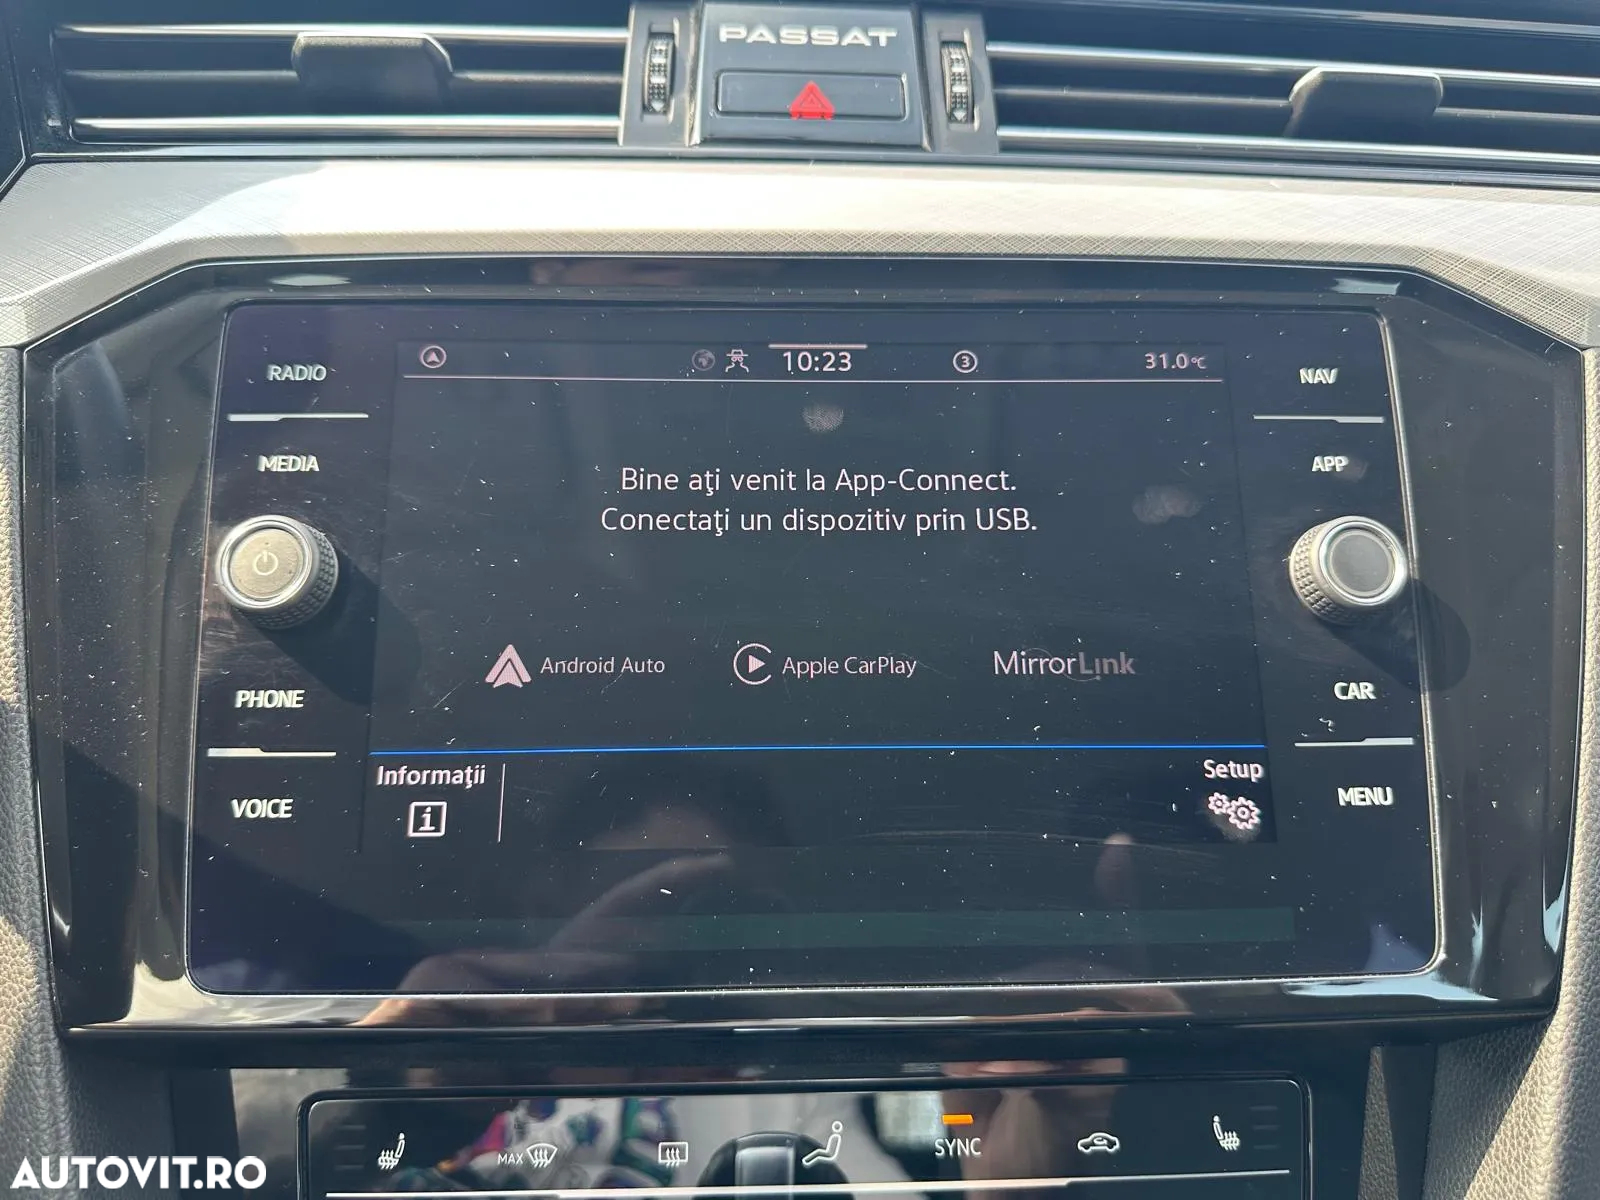 PASSAT
RADIO
10:23
3
31.0°C
NAV
MEDIA
APP
Bine aţi venit la App-Connect.
Conectaţi un dispozitiv prin USB.
Android Auto
Apple CarPlay
MirrorLink
PHONE
CAR
Informaţii
Setup
VOICE
MENU
MAX
SYNC
AUTOVIT.RO